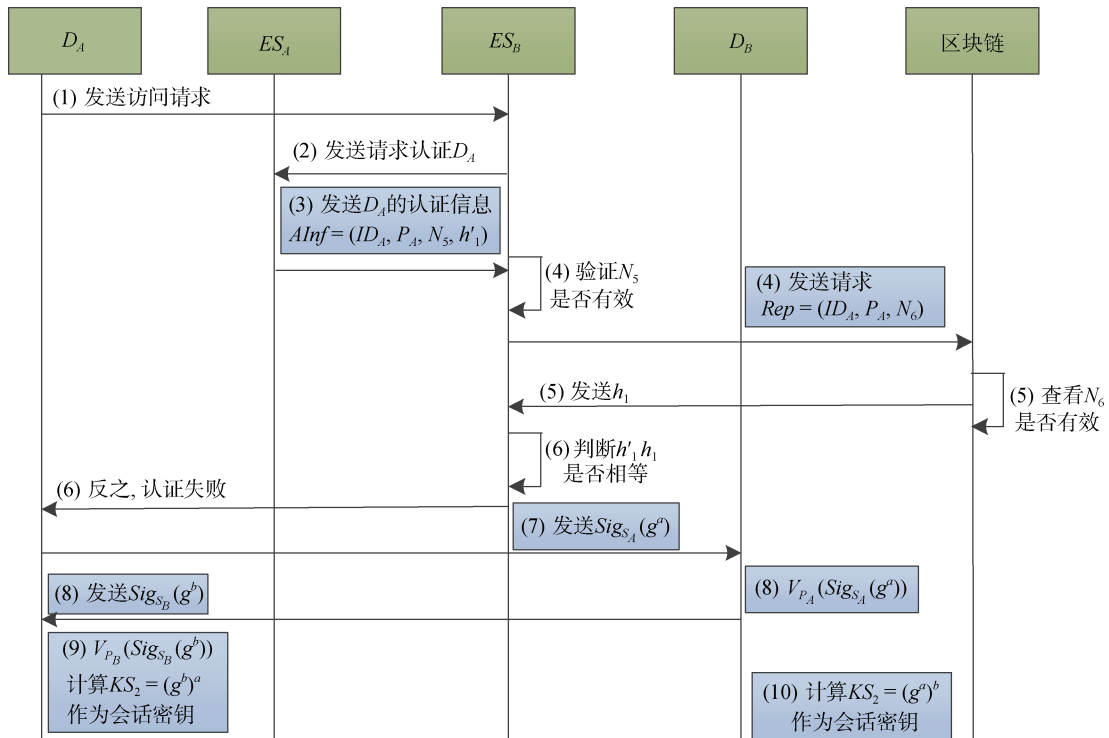 D_A
ES_A
ES_B
D_B
区块链
(1) 发送访问请求
(2) 发送请求认证D_A
(3) 发送D_A的认证信息
AInf = (ID_A, P_A, N_5, h'_1)
(4) 验证N_5
是否有效
(4) 发送请求
Rep = (ID_A, P_A, N_6)
(5) 发送h_1
(5) 查看N_6
是否有效
(6) 判断h'_1 h_1
是否相等
(6) 反之, 认证失败
(7) 发送Sig_{S_A}(g^a)
(8) 发送Sig_{S_B}(g^b)
(8) V_{P_A}(Sig_{S_A}(g^a))
(9) V_{P_B}(Sig_{S_B}(g^b))
计算KS_2 = (g^b)^a
作为会话密钥
(10) 计算KS_2 = (g^a)^b
作为会话密钥